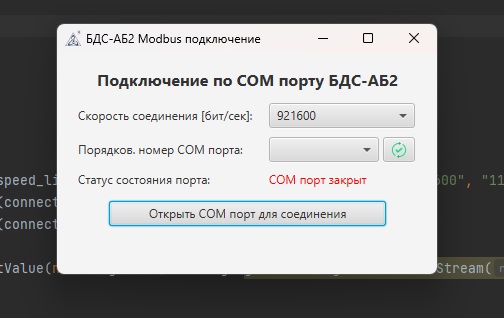 БДС-АБ2 Modbus подключение
Подключение по COM порту БДС-АБ2
Скорость соединения [бит/сек]: 921600
Порядков. номер COM порта:
speed_li
Статус состояния порта: COM порт закрыт
600", "11
(connect
Открыть COM порт для соединения
(connect
tValue(
Stream(